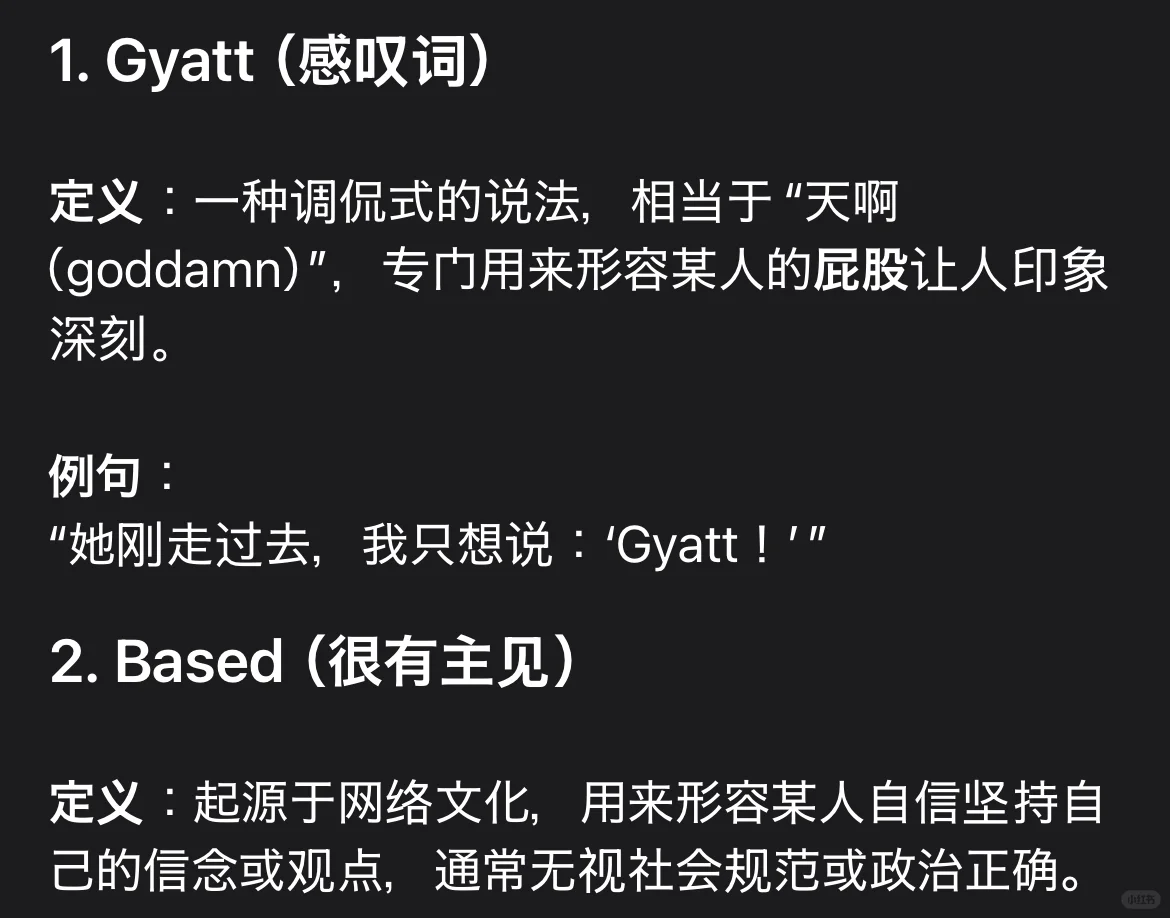 1. Gyatt（感叹词）
定义：一种调侃式的说法，相当于 “天啊
（goddamn）”，专门用来形容某人的屁股让人印象
深刻。
例句：
“她刚走过去，我只想说：‘Gyatt！’”
2. Based（很有主见）
定义：起源于网络文化，用来形容某人自信坚持自
己的信念或观点，通常无视社会规范或政治正确。
小红书